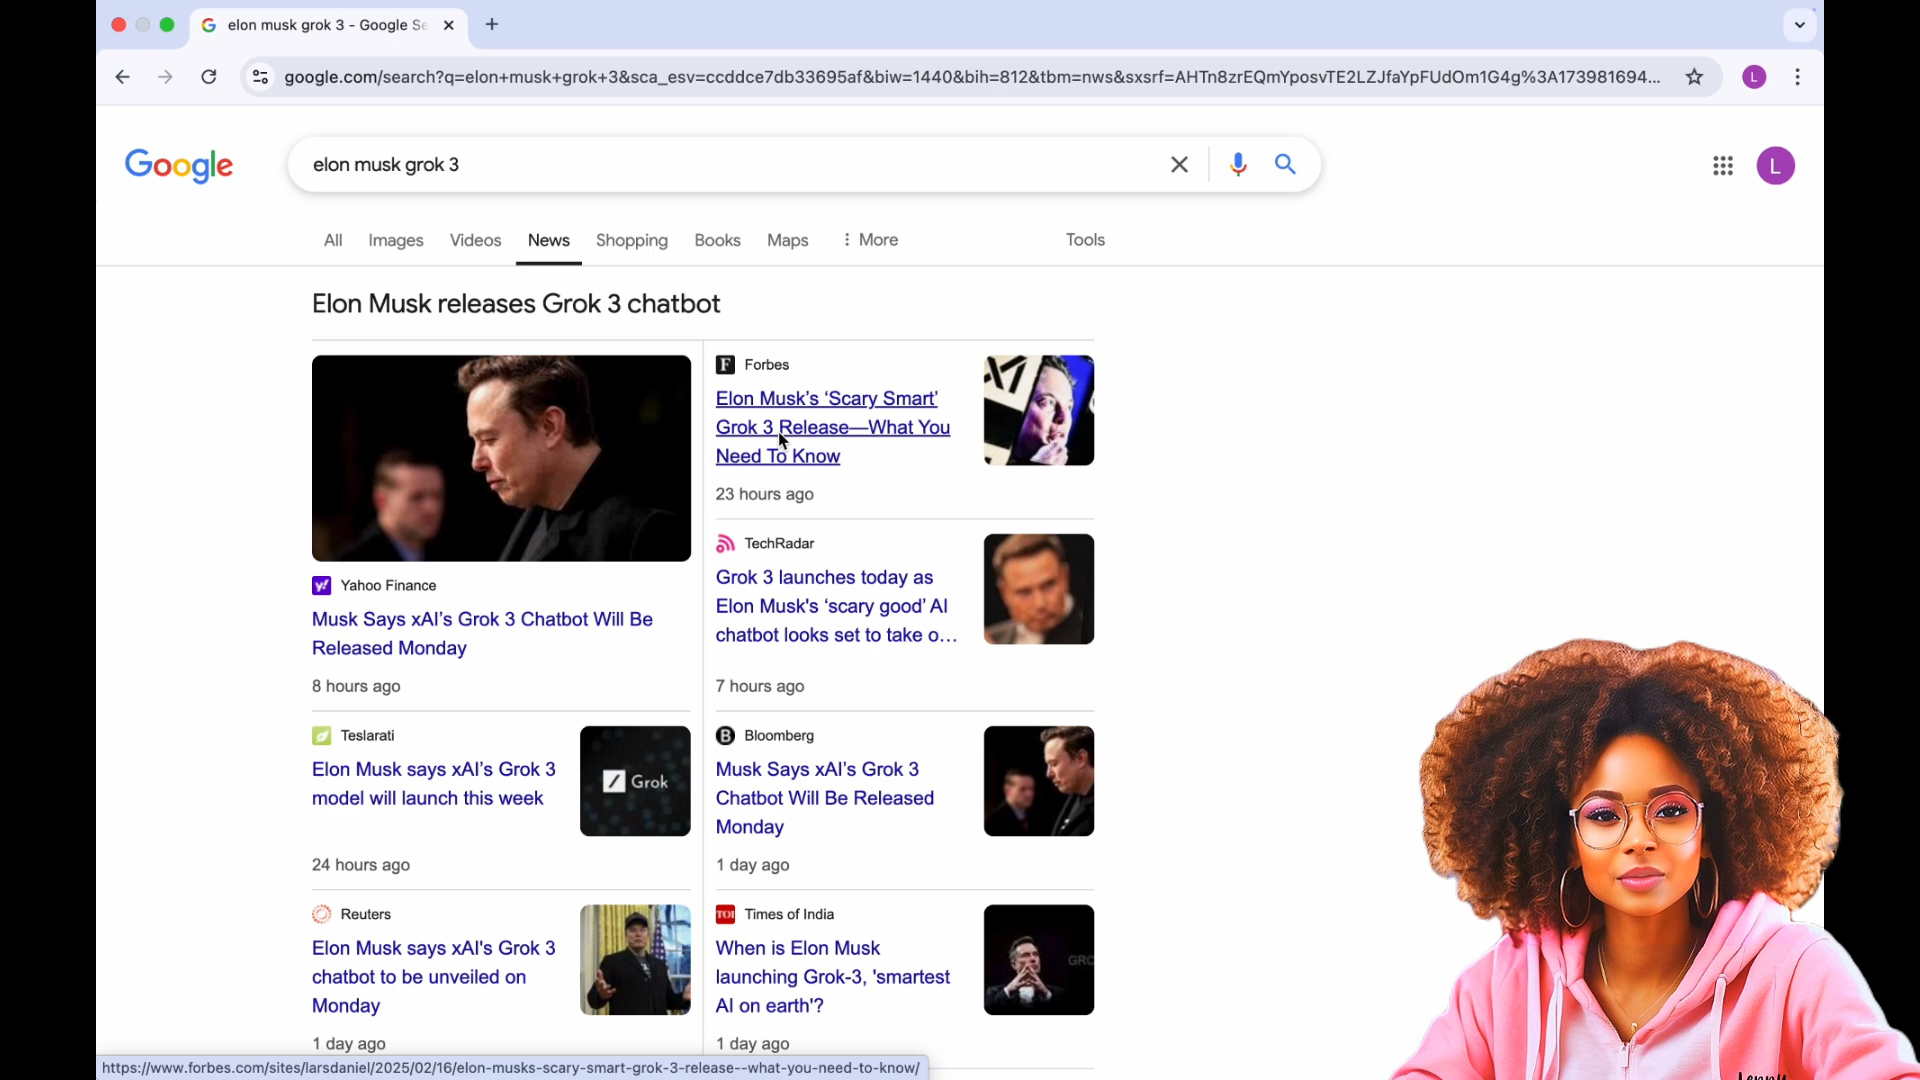 elon musk grok 3 - Google Se
google.com/search?q=elon+musk+grok+3&sca_esv=ccddce7db33695af&biw=1440&bih=812&tbm=nws&sxsrf=AHTn8zrEQmYposvTE2LZJfaYpFUdOm1G4g%3A173981694...
L
Google
elon musk grok 3
L
All Images Videos News Shopping Books Maps More Tools
Elon Musk releases Grok 3 chatbot
Yahoo Finance
Musk Says xAI's Grok 3 Chatbot Will Be
Released Monday
8 hours ago
Forbes
Elon Musk's ‘Scary Smart’
Grok 3 Release—What You
Need To Know
23 hours ago
TechRadar
Grok 3 launches today as
Elon Musk's ‘scary good’ AI
chatbot looks set to take o...
7 hours ago
Teslarati
Elon Musk says xAI's Grok 3
model will launch this week
Grok
24 hours ago
Bloomberg
Musk Says xAI's Grok 3
Chatbot Will Be Released
Monday
1 day ago
Reuters
Elon Musk says xAI's Grok 3
chatbot to be unveiled on
Monday
1 day ago
TOI Times of India
When is Elon Musk
launching Grok-3, 'smartest
AI on earth'?
1 day ago
https://www.forbes.com/sites/larsdaniel/2025/02/16/elon-musks-scary-smart-grok-3-release--what-you-need-to-know/